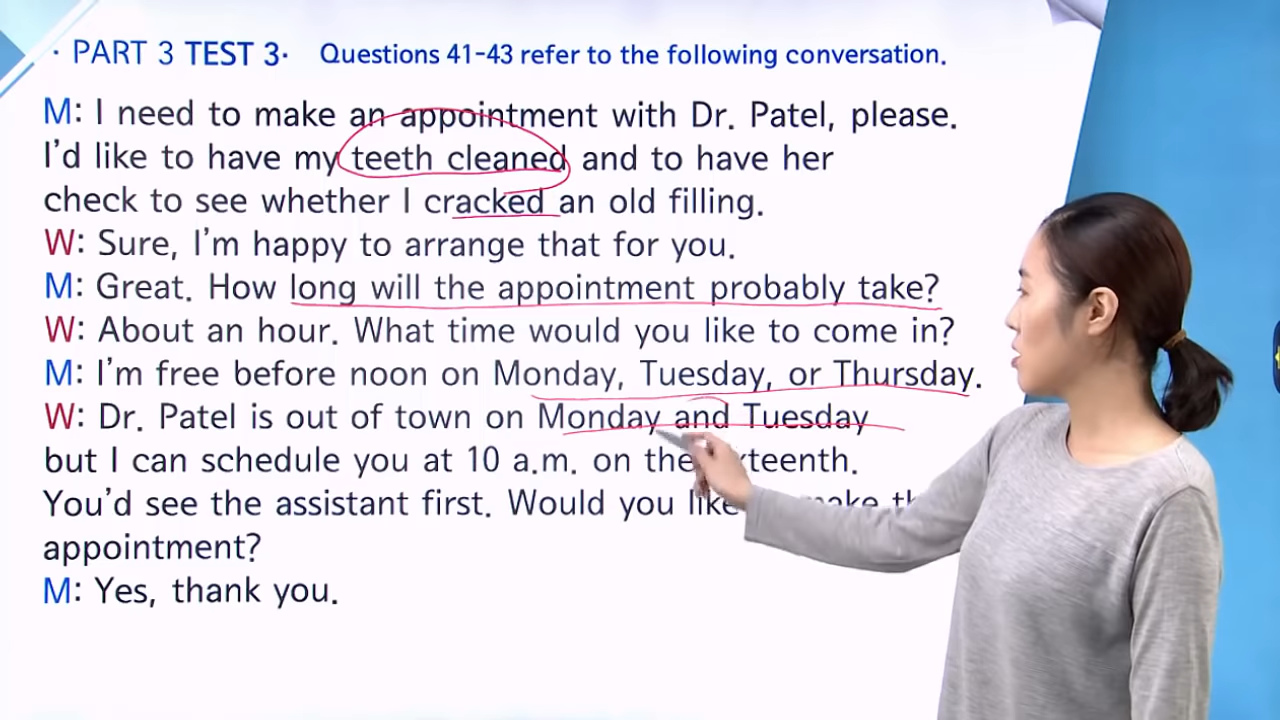 · PART 3 TEST 3· Questions 41-43 refer to the following conversation.
M: I need to make an appointment with Dr. Patel, please.
I'd like to have my teeth cleaned and to have her
check to see whether I cracked an old filling.
W: Sure, I'm happy to arrange that for you.
M: Great. How long will the appointment probably take?
W: About an hour. What time would you like to come in?
M: I'm free before noon on Monday, Tuesday, or Thursday.
W: Dr. Patel is out of town on Monday and Tuesday
but I can schedule you at 10 a.m. on the
You'd see the assistant first. Would you like make
appointment?
M: Yes, thank you.